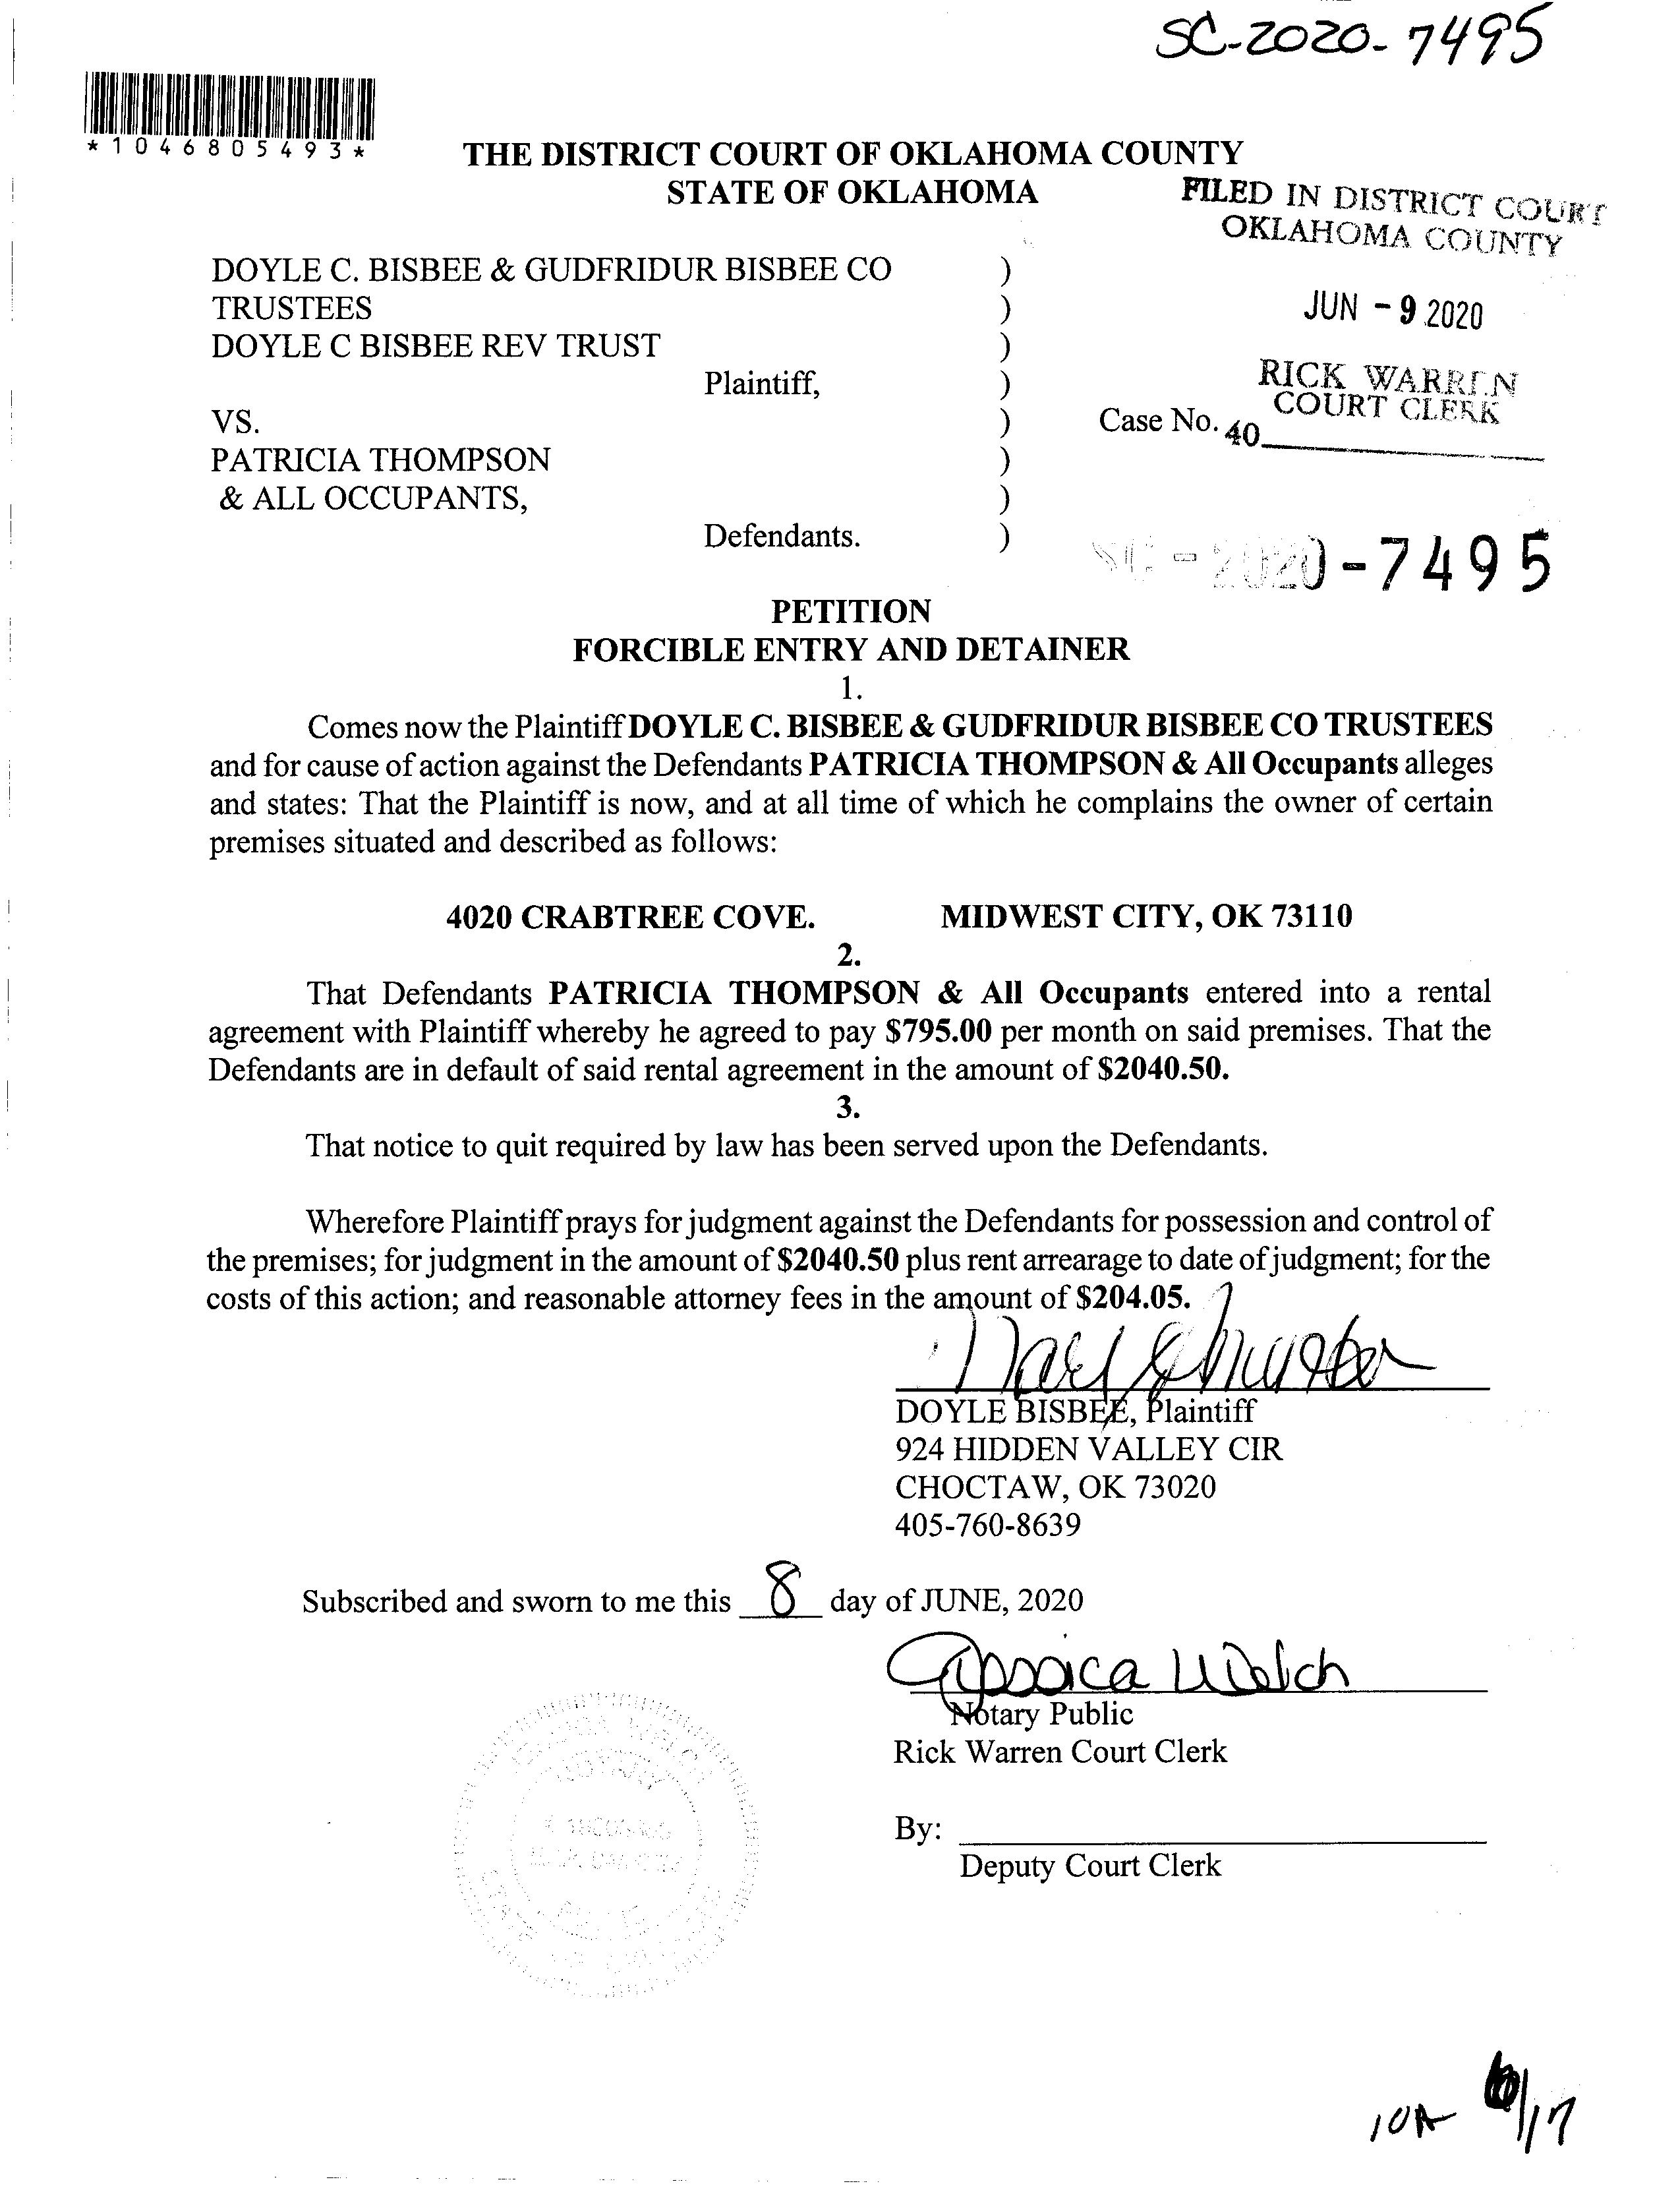 SC-2020-7495
*1046805493*
THE DISTRICT COURT OF OKLAHOMA COUNTY
STATE OF OKLAHOMA
FILED IN DISTRICT COURT
OKLAHOMA COUNTY
DOYLE C. BISBEE & GUDFRIDUR BISBEE CO )
TRUSTEES )
JUN - 9 2020
DOYLE C BISBEE REV TRUST )
Plaintiff, )
RICK WARREN
COURT CLERK
VS. ) Case No. 40
PATRICIA THOMPSON )
& ALL OCCUPANTS, )
Defendants. )
SC-2020-7495
PETITION
FORCIBLE ENTRY AND DETAINER
1.
Comes now the Plaintiff DOYLE C. BISBEE & GUDFRIDUR BISBEE CO TRUSTEES
and for cause of action against the Defendants PATRICIA THOMPSON & All Occupants alleges
and states: That the Plaintiff is now, and at all time of which he complains the owner of certain
premises situated and described as follows:
4020 CRABTREE COVE. MIDWEST CITY, OK 73110
2.
That Defendants PATRICIA THOMPSON & All Occupants entered into a rental
agreement with Plaintiff whereby he agreed to pay $795.00 per month on said premises. That the
Defendants are in default of said rental agreement in the amount of $2040.50.
3.
That notice to quit required by law has been served upon the Defendants.
Wherefore Plaintiff prays for judgment against the Defendants for possession and control of
the premises; for judgment in the amount of $2040.50 plus rent arrearage to date of judgment; for the
costs of this action; and reasonable attorney fees in the amount of $204.05.
DOYLE BISBEE, Plaintiff
924 HIDDEN VALLEY CIR
CHOCTAW, OK 73020
405-760-8639
Subscribed and sworn to me this 8 day of JUNE, 2020
Jessica Welch
Notary Public
Rick Warren Court Clerk
By:
Deputy Court Clerk
10A 6/17